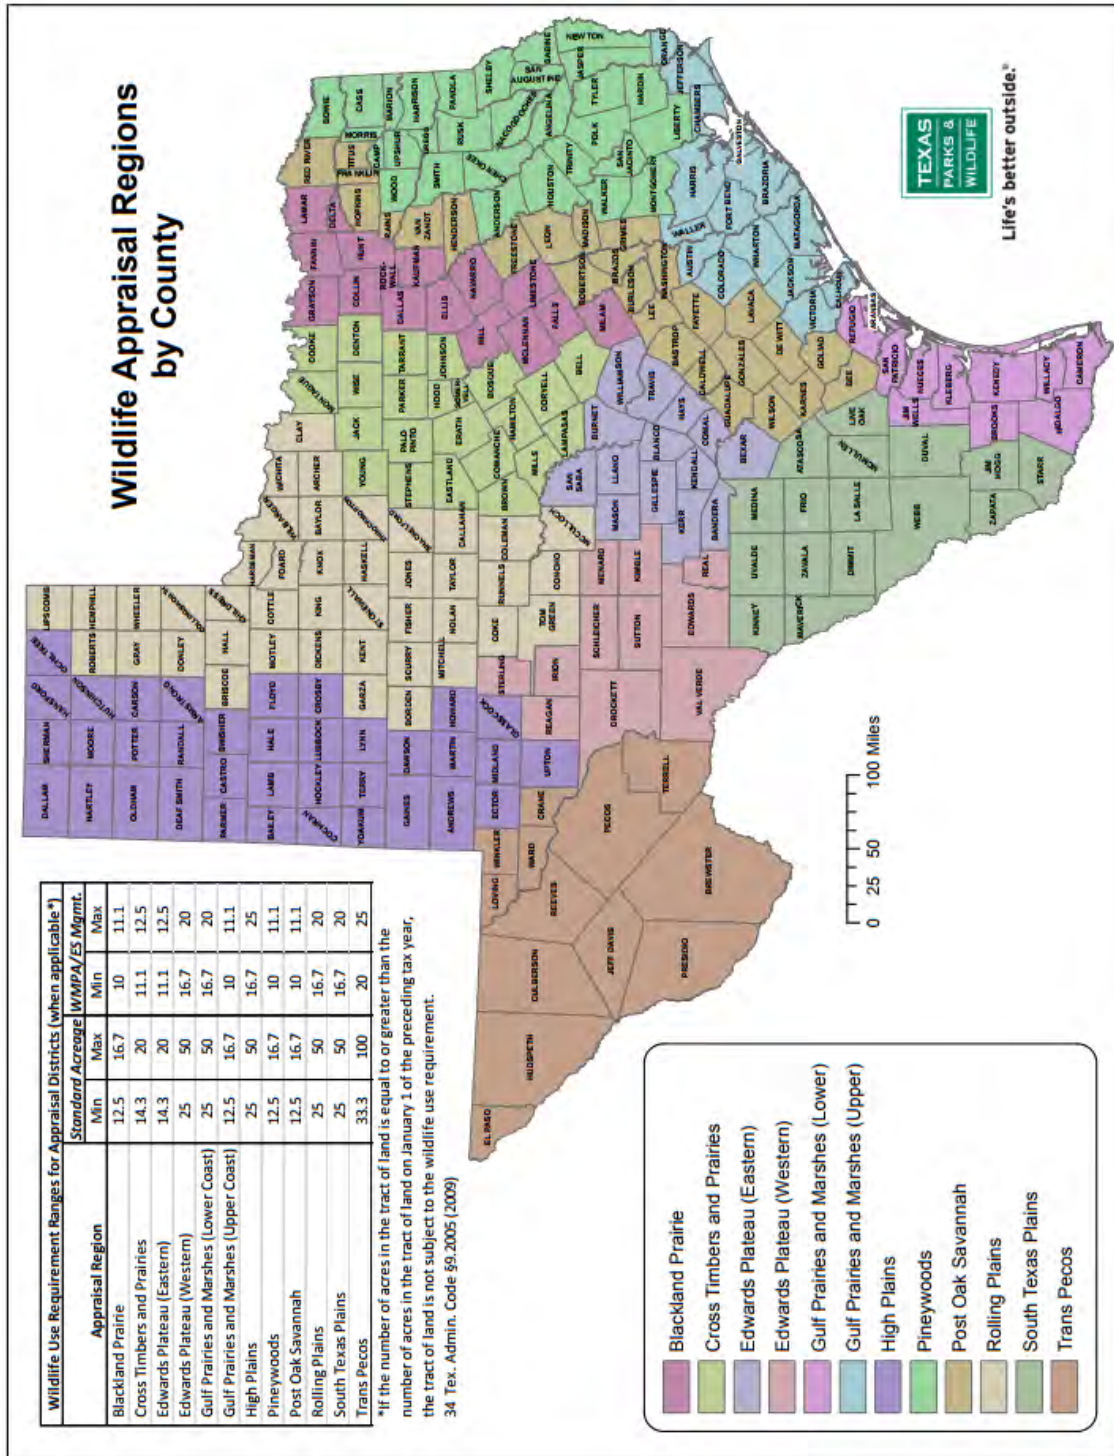 Wildlife Appraisal Regions
by County
Wildlife Use Requirement Ranges for Appraisal Districts (when applicable*)
Appraisal Region Standard Acreage WMPA/ES Mgmt.
Min Max Min Max
Blackland Prairie 12.5 16.7 10 11.1
Cross Timbers and Prairies 14.3 20 11.1 12.5
Edwards Plateau (Eastern) 14.3 20 11.1 12.5
Edwards Plateau (Western) 25 50 16.7 20
Gulf Prairies and Marshes (Lower Coast) 25 50 16.7 20
Gulf Prairies and Marshes (Upper Coast) 12.5 16.7 10 11.1
High Plains 25 50 16.7 25
Pineywoods 12.5 16.7 10 11.1
Post Oak Savannah 12.5 16.7 10 11.1
Rolling Plains 25 50 16.7 20
South Texas Plains 25 50 16.7 20
Trans Pecos 33.3 100 20 25
*If the number of acres in the tract of land is equal to or greater than the
number of acres in the tract of land on January 1 of the preceding tax year,
the tract of land is not subject to the wildlife use requirement.
34 Tex. Admin. Code §9.2005 (2009)
DALLAM SHERMAN HANSFORD OCHILTREE LIPSCOMB
HARTLEY MOORE HUTCHINSON ROBERTS HEMPHILL
OLDHAM POTTER CARSON GRAY WHEELER
DEAF SMITH RANDALL ARMSTRONG DONLEY COLLINGSWORTH
PARMER CASTRO SWISHER BRISCOE HALL CHILDRESS
BAILEY LAMB HALE FLOYD MOTLEY COTTLE FOARD HARDEMAN WILBARGER WICHITA CLAY
COCHRAN HOCKLEY LUBBOCK CROSBY DICKENS KING KNOX BAYLOR ARCHER MONTAGUE COOKE GRAYSON FANNIN LAMAR RED RIVER BOWIE
YOAKUM TERRY LYNN GARZA KENT STONEWALL HASKELL THROCKMORTON YOUNG JACK WISE DENTON COLLIN HUNT DELTA HOPKINS FRANKLIN TITUS MORRIS CASS
GAINES DAWSON BORDEN SCURRY FISHER JONES SHACKELFORD STEPHENS PALO PINTO PARKER TARRANT DALLAS ROCKWALL KAUFMAN RAINS WOOD CAMP UPSHUR MARION HARRISON
ANDREWS MARTIN HOWARD MITCHELL NOLAN TAYLOR CALLAHAN EASTLAND ERATH HOOD SOMERVELL JOHNSON ELLIS VAN ZANDT SMITH GREGG PANOLA
LOVING WINKLER ECTOR MIDLAND GLASSCOCK STERLING COKE RUNNELS COLEMAN BROWN COMANCHE HAMILTON BOSQUE HILL NAVARRO HENDERSON ANDERSON CHEROKEE RUSK SHELBY
EL PASO HUDSPETH CULBERSON REEVES WARD CRANE UPTON REAGAN IRION TOM GREEN CONCHO MCCULLOCH MILLS CORYELL MCLENNAN LIMESTONE FREESTONE NACOGDOCHES SAN AUGUSTINE SABINE
JEFF DAVIS PECOS CROCKETT SCHLEICHER MENARD MASON SAN SABA LAMPASAS BELL FALLS LEON HOUSTON TRINITY ANGELINA JASPER NEWTON
PRESIDIO BREWSTER TERRELL SUTTON KIMBLE LLANO BURNET WILLIAMSON MILAM ROBERTSON BRAZOS MADISON GRIMES WALKER SAN JACINTO POLK TYLER HARDIN
VAL VERDE EDWARDS REAL KERR GILLESPIE BLANCO TRAVIS LEE BURLESON WASHINGTON MONTGOMERY LIBERTY ORANGE JEFFERSON
BANDERA KENDALL COMAL HAYS CALDWELL BASTROP FAYETTE AUSTIN WALLER HARRIS CHAMBERS
KINNEY UVALDE MEDINA BEXAR GUADALUPE GONZALES LAVACA COLORADO FORT BEND GALVESTON
MAVERICK ZAVALA FRIO ATASCOSA WILSON KARNES DE WITT WHARTON BRAZORIA
DIMMIT LA SALLE MCMULLEN LIVE OAK BEE GOLIAD VICTORIA JACKSON MATAGORDA
WEBB DUVAL JIM WELLS SAN PATRICIO REFUGIO ARANSAS CALHOUN
ZAPATA JIM HOGG BROOKS NUECES KLEBERG KENEDY
STARR HIDALGO WILLACY CAMERON
0 25 50 100 Miles
Blackland Prairie
Cross Timbers and Prairies
Edwards Plateau (Eastern)
Edwards Plateau (Western)
Gulf Prairies and Marshes (Lower)
Gulf Prairies and Marshes (Upper)
High Plains
Pineywoods
Post Oak Savannah
Rolling Plains
South Texas Plains
Trans Pecos
TEXAS
PARKS &
WILDLIFE
Life's better outside.®